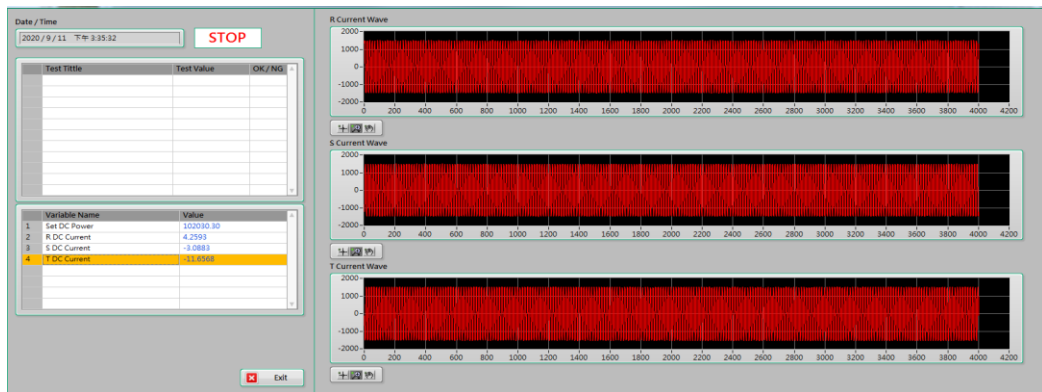 Date / Time
2020 / 9 / 11 下午 3:35:32
STOP
Test Tittle Test Value OK / NG
Variable Name Value
1 Set DC Power 102030.30
2 R DC Current 4.2593
3 S DC Current -3.0883
4 T DC Current -11.6568
Exit
R Current Wave
2000
1000
0
-1000
-2000
0 200 400 600 800 1000 1200 1400 1600 1800 2000 2200 2400 2600 2800 3000 3200 3400 3600 3800 4000 4200
S Current Wave
2000
1000
0
-1000
-2000
0 200 400 600 800 1000 1200 1400 1600 1800 2000 2200 2400 2600 2800 3000 3200 3400 3600 3800 4000 4200
T Current Wave
2000
1000
0
-1000
-2000
0 200 400 600 800 1000 1200 1400 1600 1800 2000 2200 2400 2600 2800 3000 3200 3400 3600 3800 4000 4200